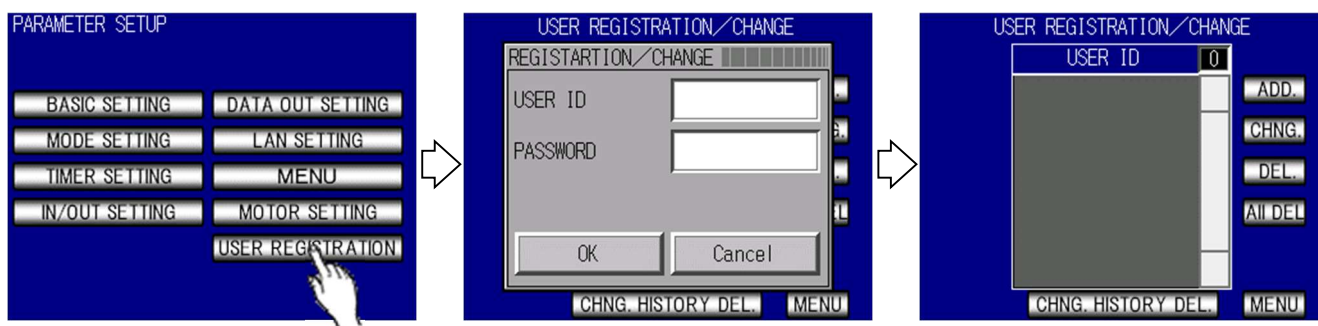 PARAMETER SETUP
BASIC SETTING
DATA OUT SETTING
MODE SETTING
LAN SETTING
TIMER SETTING
MENU
IN/OUT SETTING
MOTOR SETTING
USER REGISTRATION
USER REGISTRATION/CHANGE
REGISTARTION/CHANGE
USER ID
PASSWORD
OK
Cancel
CHNG. HISTORY DEL.
MENU
USER REGISTRATION/CHANGE
USER ID
0
ADD.
CHNG.
DEL.
All DEL
CHNG. HISTORY DEL.
MENU